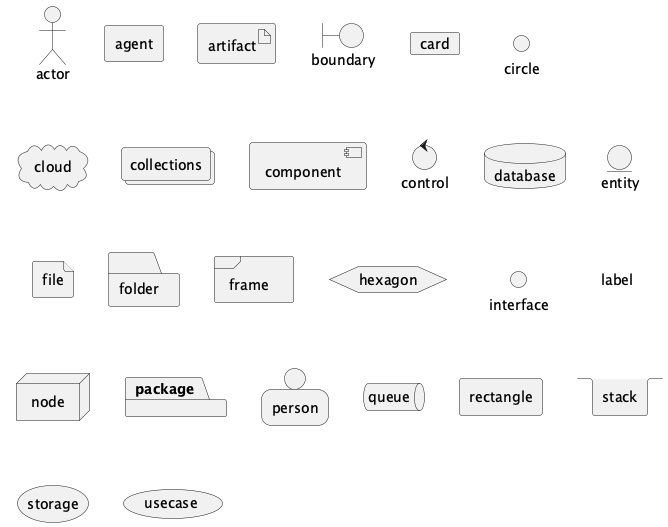 actor
agent
artifact
boundary
card
circle
cloud
collections
component
control
database
entity
file
folder
frame
hexagon
interface
label
node
package
person
queue
rectangle
stack
storage
usecase